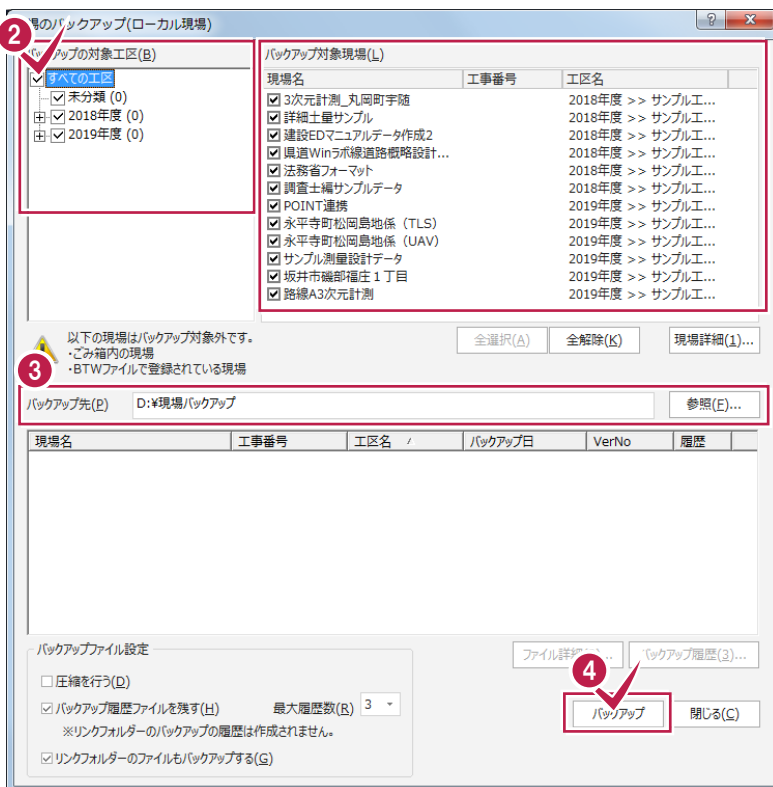 場のバックアップ(ローカル現場)
2
バックアップの対象工区(B)
すべての工区
未分類 (0)
2018年度 (0)
2019年度 (0)
バックアップ対象現場(L)
現場名 工事番号 工区名
3次元計測_丸岡町宇随 2018年度 >> サンプル工...
詳細土量サンプル 2018年度 >> サンプル工...
建設EDマニュアルデータ作成2 2018年度 >> サンプル工...
県道Winラボ線道路概略設計... 2018年度 >> サンプル工...
法務省フォーマット 2018年度 >> サンプル工...
調査士編サンプルデータ 2018年度 >> サンプル工...
POINT連携 2019年度 >> サンプル工...
永平寺町松岡島地係（TLS） 2019年度 >> サンプル工...
永平寺町松岡島地係（UAV） 2019年度 >> サンプル工...
サンプル測量設計データ 2019年度 >> サンプル工...
坂井市磯部福庄１丁目 2019年度 >> サンプル工...
路線A3次元計測 2019年度 >> サンプル工...
以下の現場はバックアップ対象外です。
・ごみ箱内の現場
・BTWファイルで登録されている現場
全選択(A) 全解除(K) 現場詳細(1)...
3
バックアップ先(P) D:¥現場バックアップ 参照(F)...
現場名 工事番号 工区名 バックアップ日 VerNo 履歴
バックアップファイル設定
ファイル詳細 バックアップ履歴(3)...
圧縮を行う(D)
バックアップ履歴ファイルを残す(H) 最大履歴数(R) 3
※リンクフォルダーのバックアップの履歴は作成されません。
リンクフォルダーのファイルもバックアップする(G)
4
バックアップ 閉じる(C)